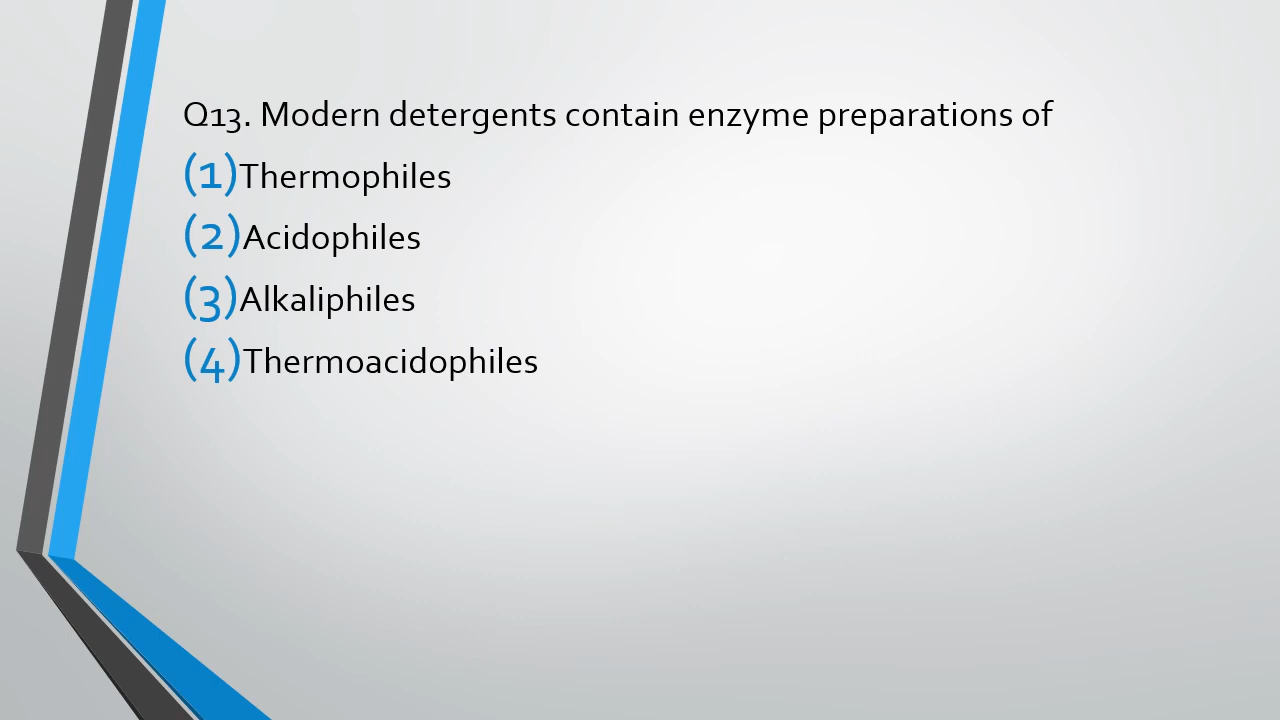 Q13. Modern detergents contain enzyme preparations of
(1)Thermophiles
(2)Acidophiles
(3)Alkaliphiles
(4)Thermoacidophiles